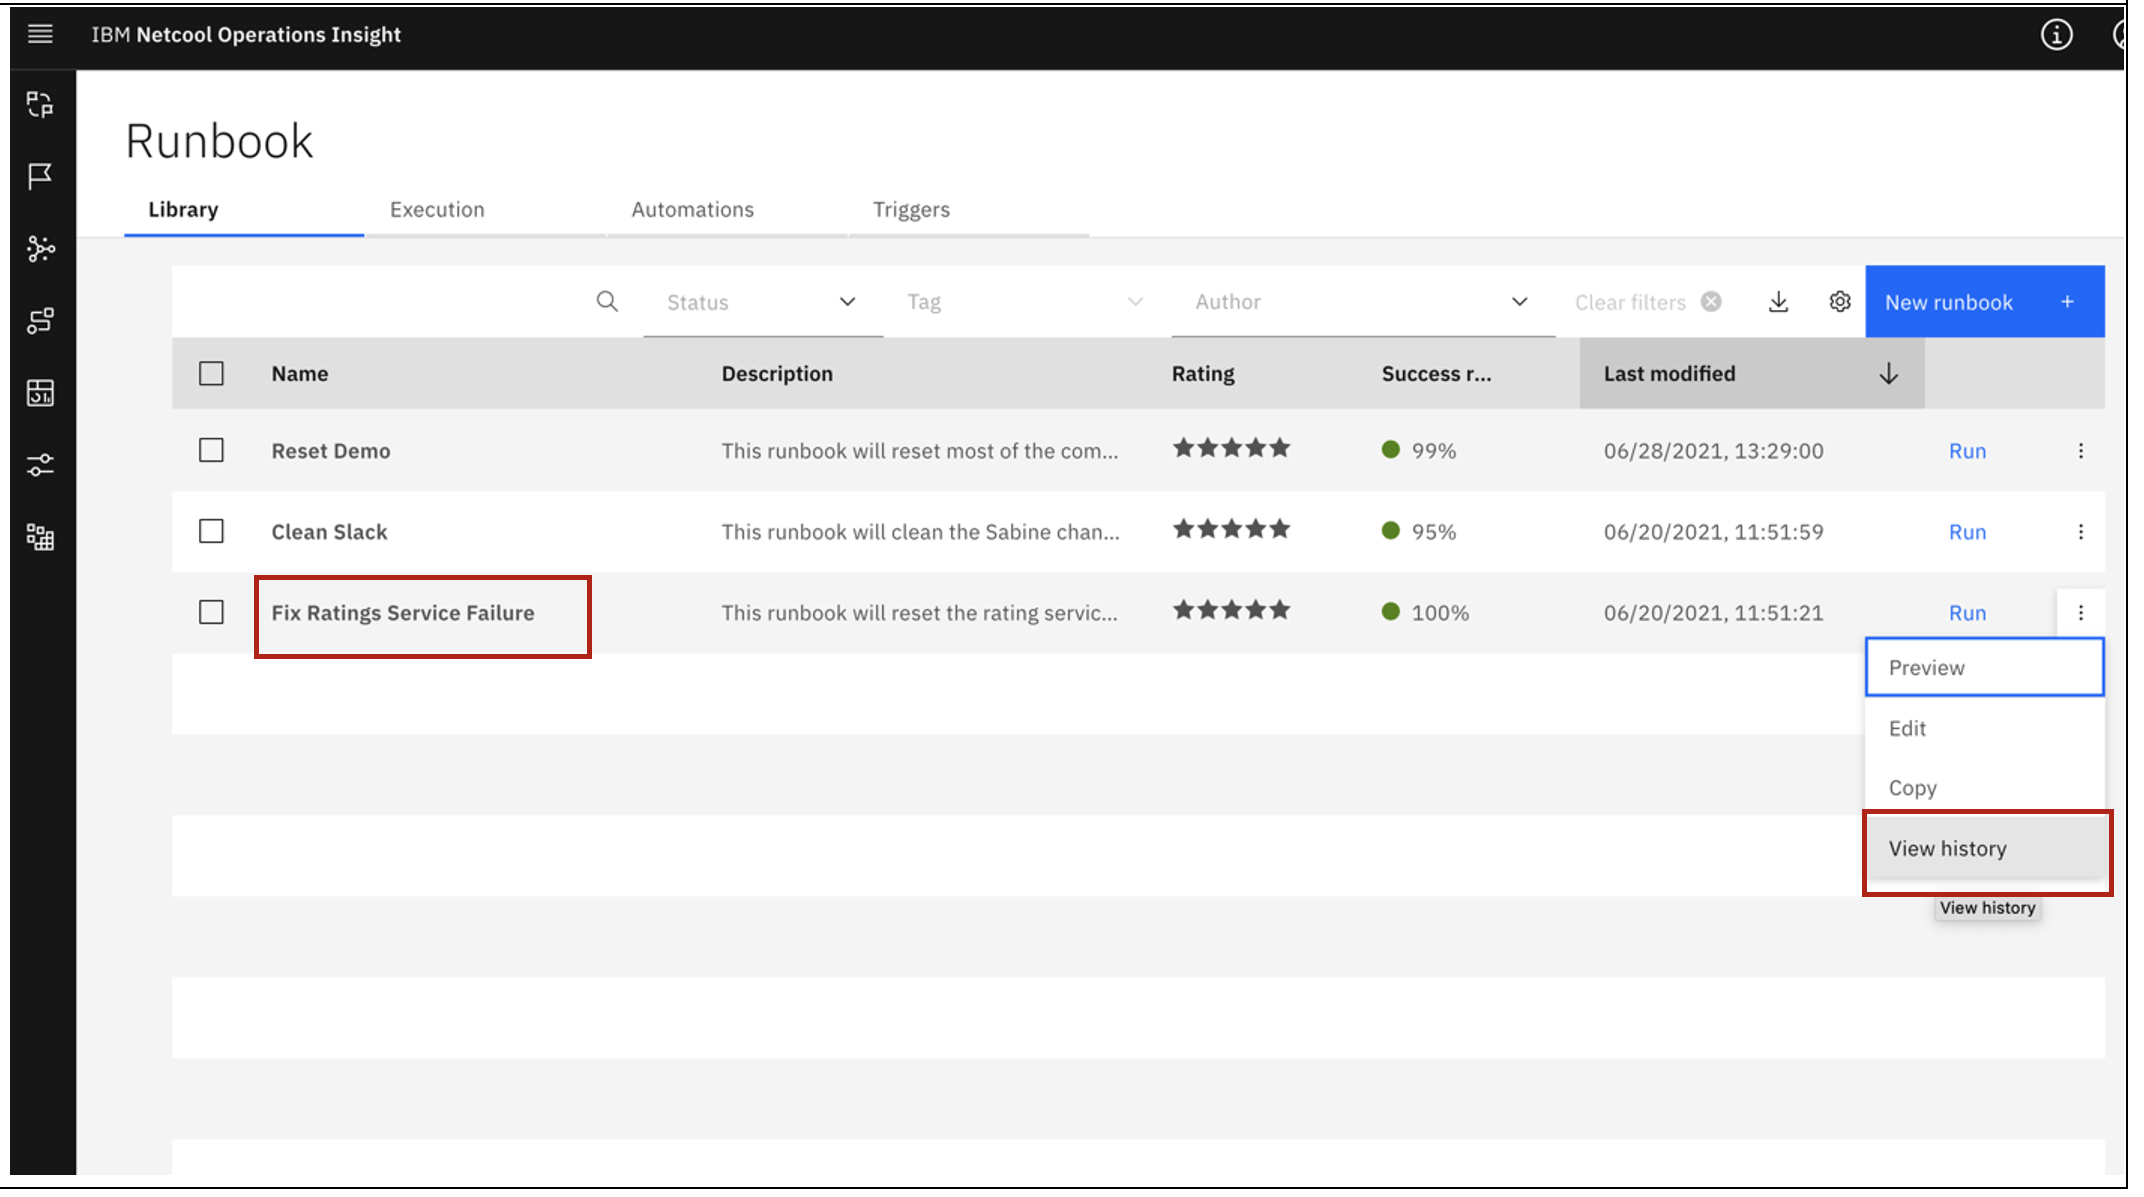 IBM Netcool Operations Insight
Runbook
Library Execution Automations Triggers
Status Tag Author Clear filters New runbook +
Name Description Rating Success r... Last modified
Reset Demo This runbook will reset most of the com... 99% 06/28/2021, 13:29:00 Run
Clean Slack This runbook will clean the Sabine chan... 95% 06/20/2021, 11:51:59 Run
Fix Ratings Service Failure This runbook will reset the rating servic... 100% 06/20/2021, 11:51:21 Run
Preview
Edit
Copy
View history
View history